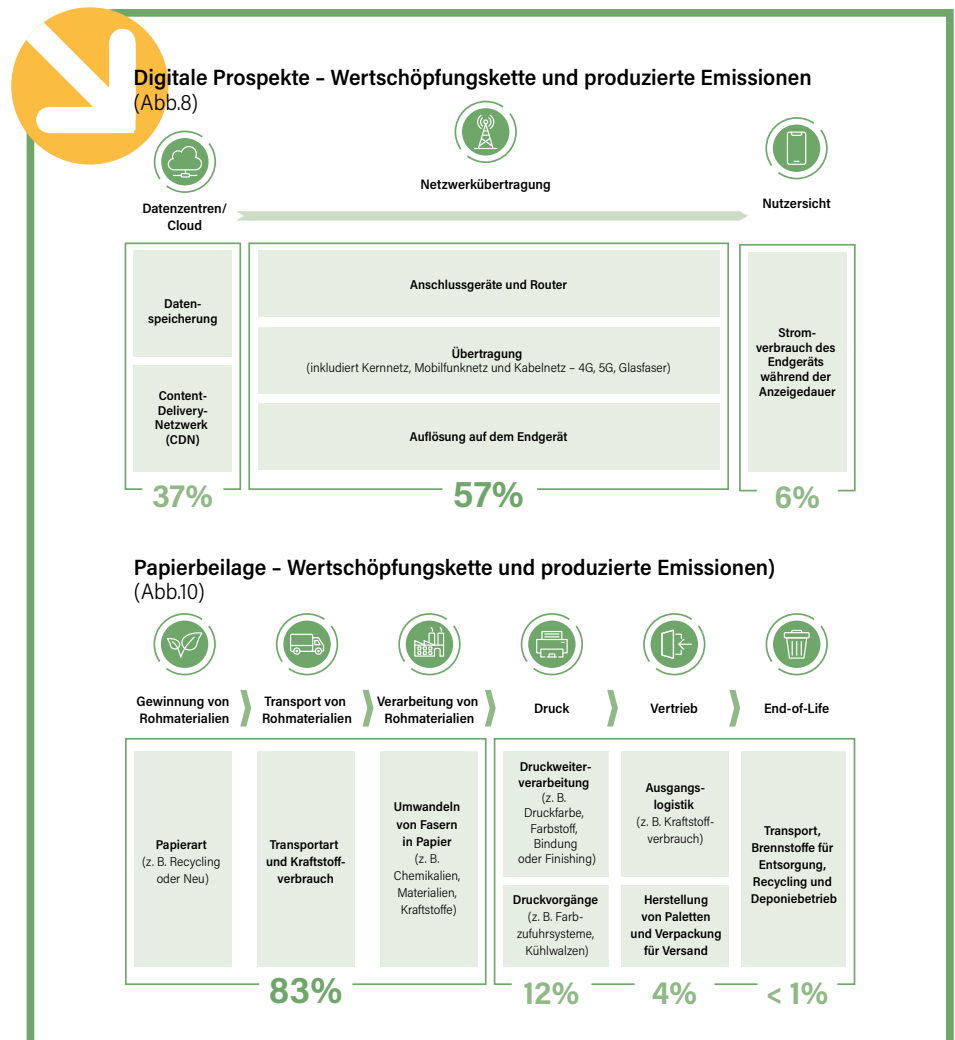 Digitale Prospekte – Wertschöpfungskette und produzierte Emissionen
(Abb.8)
Datenzentren/
Cloud
Netzwerkübertragung
Nutzersicht
Daten-
speicherung
Content-
Delivery-
Netzwerk
(CDN)
37%
Anschlussgeräte und Router
Übertragung
(inkludiert Kernnetz, Mobilfunknetz und Kabelnetz – 4G, 5G, Glasfaser)
Auflösung auf dem Endgerät
57%
Strom-
verbrauch des
Endgeräts
während der
Anzeigedauer
6%
Papierbeilage – Wertschöpfungskette und produzierte Emissionen)
(Abb.10)
Gewinnung von
Rohmaterialien
Transport von
Rohmaterialien
Verarbeitung von
Rohmaterialien
Druck
Vertrieb
End-of-Life
Papierart
(z. B. Recycling
oder Neu)
Transportart
und Kraftstoff-
verbrauch
Umwandeln
von Fasern
in Papier
(z. B.
Chemikalien,
Materialien,
Kraftstoffe)
83%
Druckweiter-
verarbeitung
(z. B.
Druckfarbe,
Farbstoff,
Bindung
oder Finishing)
Druckvorgänge
(z. B. Farb-
zufuhrsysteme,
Kühlwalzen)
12%
Ausgangs-
logistik
(z. B. Kraftstoff-
verbrauch)
Herstellung
von Paletten
und Verpackung
für Versand
4%
Transport,
Brennstoffe für
Entsorgung,
Recycling und
Deponiebetrieb
< 1%